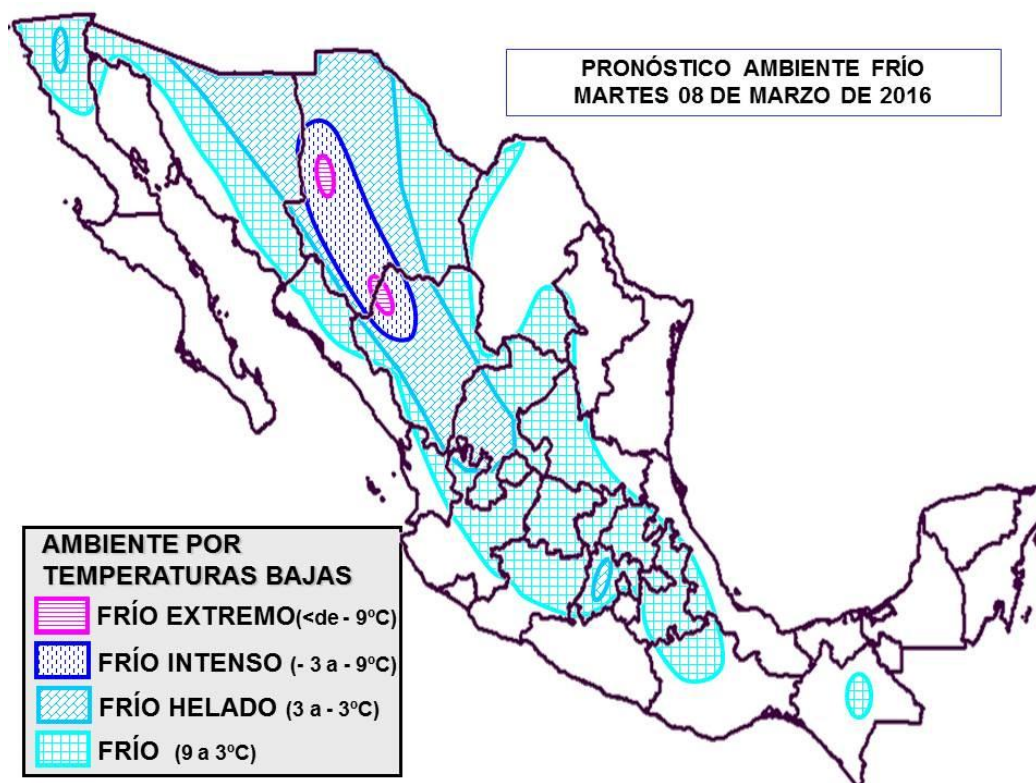 PRONÓSTICO AMBIENTE FRÍO
MARTES 08 DE MARZO DE 2016
AMBIENTE POR
TEMPERATURAS BAJAS
FRÍO EXTREMO(<de - 9ºC)
FRÍO INTENSO (- 3 a - 9ºC)
FRÍO HELADO (3 a - 3ºC)
FRÍO (9 a 3ºC)